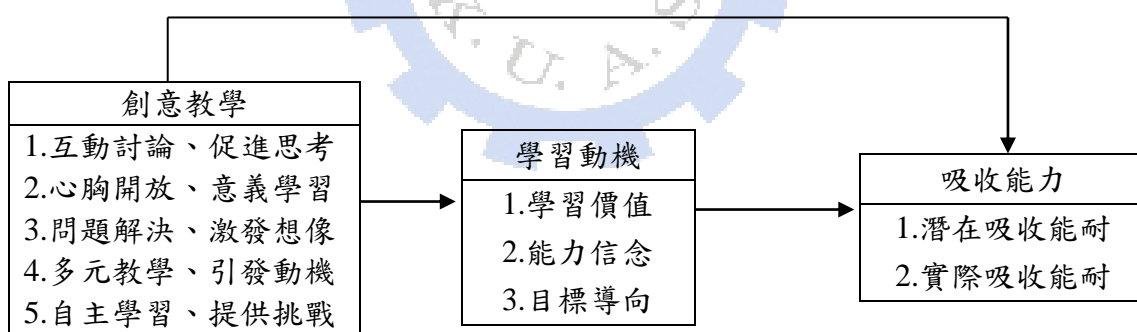 K.U.A.S
創意教學
1.互動討論、促進思考
2.心胸開放、意義學習
3.問題解決、激發想像
4.多元教學、引發動機
5.自主學習、提供挑戰
學習動機
1.學習價值
2.能力信念
3.目標導向
吸收能力
1.潛在吸收能耐
2.實際吸收能耐